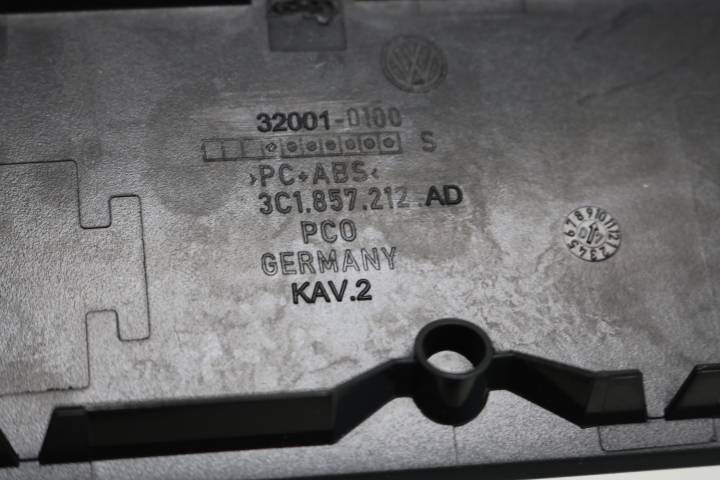 32001-0100
S
>PC+ABS<
3C1.857.212 AD
PCO
GERMANY
KAV.2